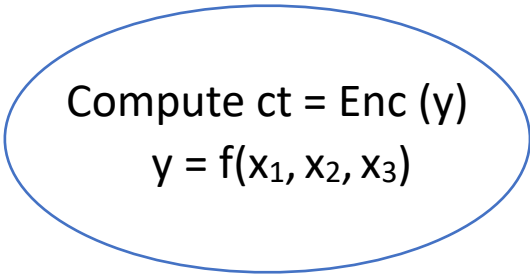 Compute ct = Enc (y)
y = f(x₁, x₂, x₃)